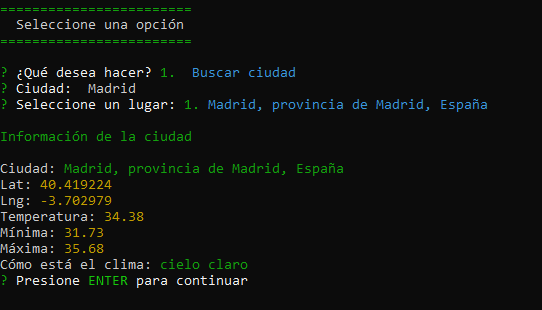 ========================
Seleccione una opción
========================
? ¿Qué desea hacer? 1.  Buscar ciudad
? Ciudad:  Madrid
? Seleccione un lugar: 1. Madrid, provincia de Madrid, España
Información de la ciudad
Ciudad: Madrid, provincia de Madrid, España
Lat: 40.419224
Lng: -3.702979
Temperatura: 34.38
Mínima: 31.73
Máxima: 35.68
Cómo está el clima: cielo claro
? Presione ENTER para continuar